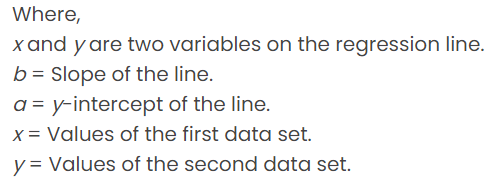 Where,
x and y are two variables on the regression line.
b = Slope of the line.
a = y-intercept of the line.
x = Values of the first data set.
y = Values of the second data set.